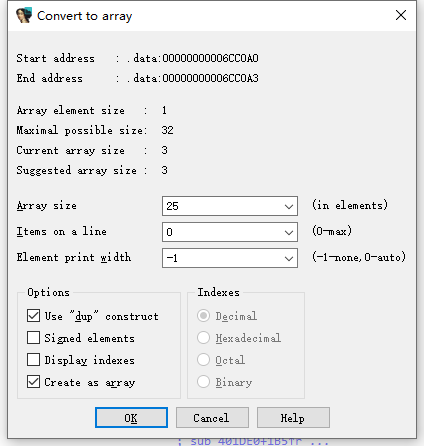 Convert to array
Start address : .data:00000000006CC0A0
End address : .data:00000000006CC0A3
Array element size : 1
Maximal possible size: 32
Current array size : 3
Suggested array size : 3
Array size 25 (in elements)
Items on a line 0 (0-max)
Element print width -1 (-1-none,0-auto)
Options
Use "dup" construct
Signed elements
Display indexes
Create as array
Indexes
Decimal
Hexadecimal
Octal
Binary
OK Cancel Help
; sub 401DE0+1B5↑r ...